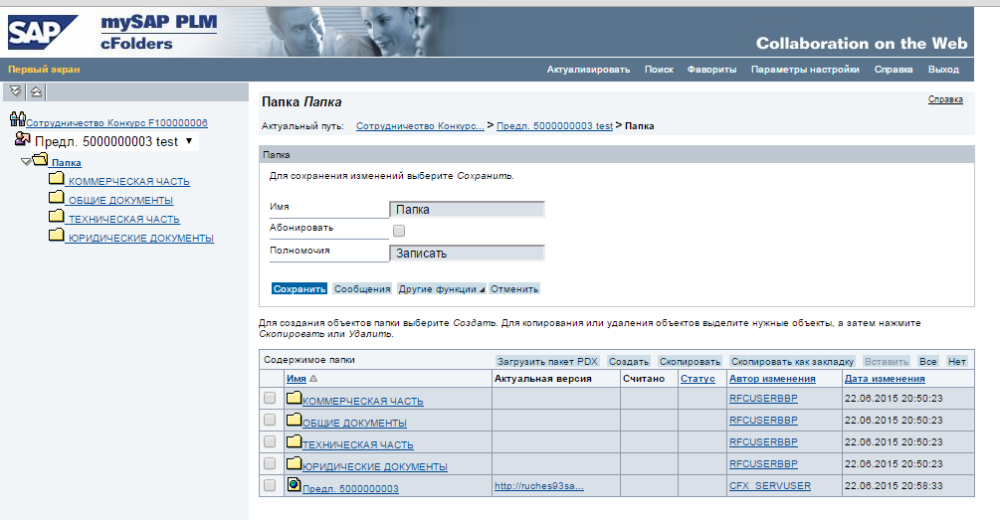 SAP
mySAP PLM
cFolders
Collaboration on the Web
Первый экран
Актуализировать Поиск Фавориты Параметры настройки Справка Выход
Сотрудничество Конкурс F100000006
Предл. 5000000003 test
Папка
КОММЕРЧЕСКАЯ ЧАСТЬ
ОБЩИЕ ДОКУМЕНТЫ
ТЕХНИЧЕСКАЯ ЧАСТЬ
ЮРИДИЧЕСКИЕ ДОКУМЕНТЫ
Папка Папка
Справка
Актуальный путь: Сотрудничество Конкурс... > Предл. 5000000003 test > Папка
Папка
Для сохранения изменений выберите Сохранить.
Имя Папка
Абонировать
Полномочия Записать
Сохранить Сообщения Другие функции Отменить
Для создания объектов папки выберите Создать. Для копирования или удаления объектов выделите нужные объекты, а затем нажмите
Скопировать или Удалить.
Содержимое папки Загрузить пакет PDX Создать Скопировать Скопировать как закладку Вставить Все Нет
Имя Актуальная версия Считано Статус Автор изменения Дата изменения
КОММЕРЧЕСКАЯ ЧАСТЬ RFCUSERBBP 22.06.2015 20:50:23
ОБЩИЕ ДОКУМЕНТЫ RFCUSERBBP 22.06.2015 20:50:23
ТЕХНИЧЕСКАЯ ЧАСТЬ RFCUSERBBP 22.06.2015 20:50:23
ЮРИДИЧЕСКИЕ ДОКУМЕНТЫ RFCUSERBBP 22.06.2015 20:50:23
Предл. 5000000003 http://ruches93sa... CFX_SERVUSER 22.06.2015 20:58:33